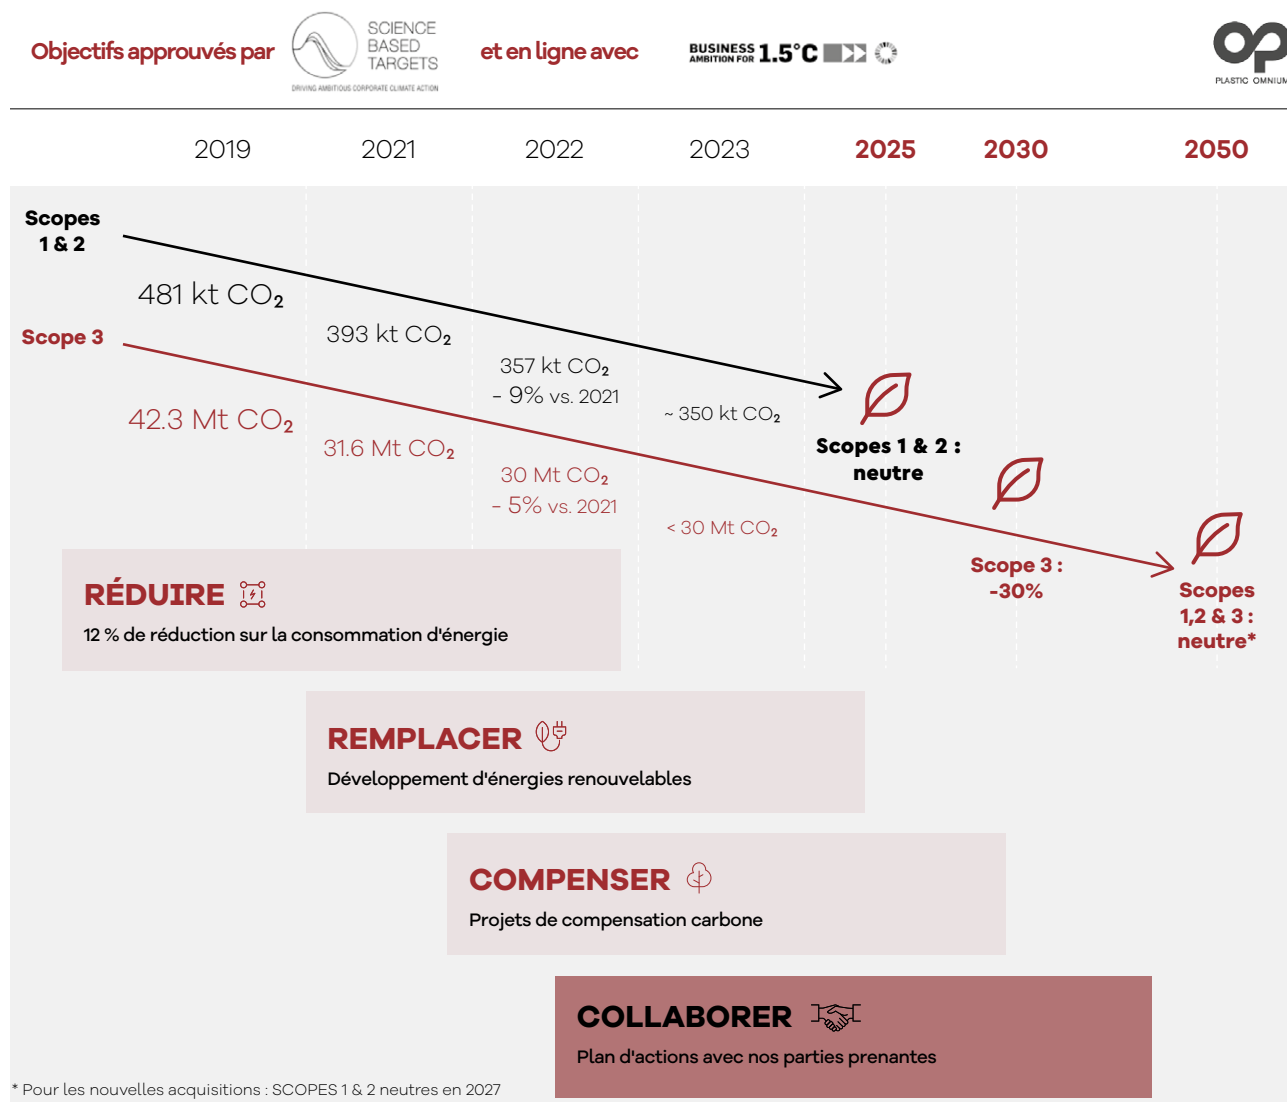 Objectifs approuvés par
SCIENCE
BASED
TARGETS
DRIVING AMBITIOUS CORPORATE CLIMATE ACTION
et en ligne avec
BUSINESS
AMBITION FOR 1.5°C
OP
PLASTIC OMNIUM
2019 2021 2022 2023 2025 2030 2050
Scopes
1 & 2
481 kt CO₂
393 kt CO₂
357 kt CO₂
- 9% vs. 2021
~ 350 kt CO₂
Scopes 1 & 2 :
neutre
Scope 3
42.3 Mt CO₂
31.6 Mt CO₂
30 Mt CO₂
- 5% vs. 2021
< 30 Mt CO₂
Scope 3 :
-30%
Scopes
1,2 & 3 :
neutre*
RÉDUIRE
12 % de réduction sur la consommation d'énergie
REMPLACER
Développement d'énergies renouvelables
COMPENSER
Projets de compensation carbone
COLLABORER
Plan d'actions avec nos parties prenantes
* Pour les nouvelles acquisitions : SCOPES 1 & 2 neutres en 2027